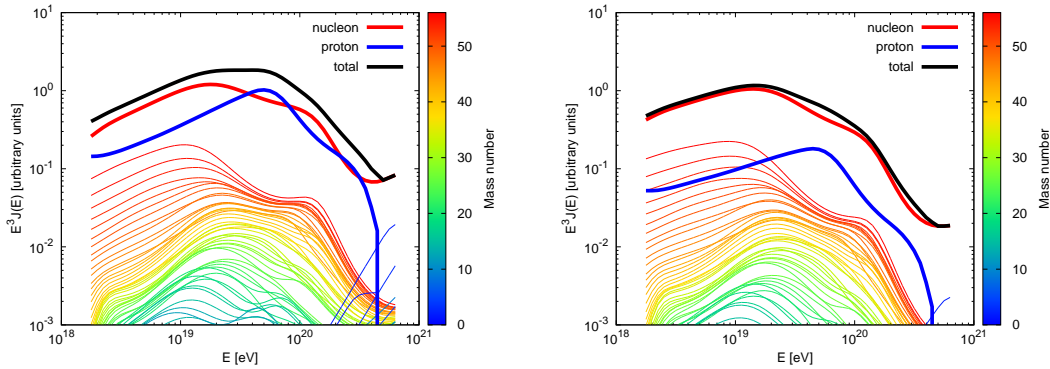 10^1
10^0
10^-1
10^-2
10^-3
E^3J(E) [urbitrary units]
10^18
10^19
10^20
10^21
E [eV]
nucleon
proton
total
50
40
30
20
10
0
Mass number
10^1
10^0
10^-1
10^-2
10^-3
E^3J(E) [urbitrary units]
10^18
10^19
10^20
10^21
E [eV]
nucleon
proton
total
50
40
30
20
10
0
Mass number